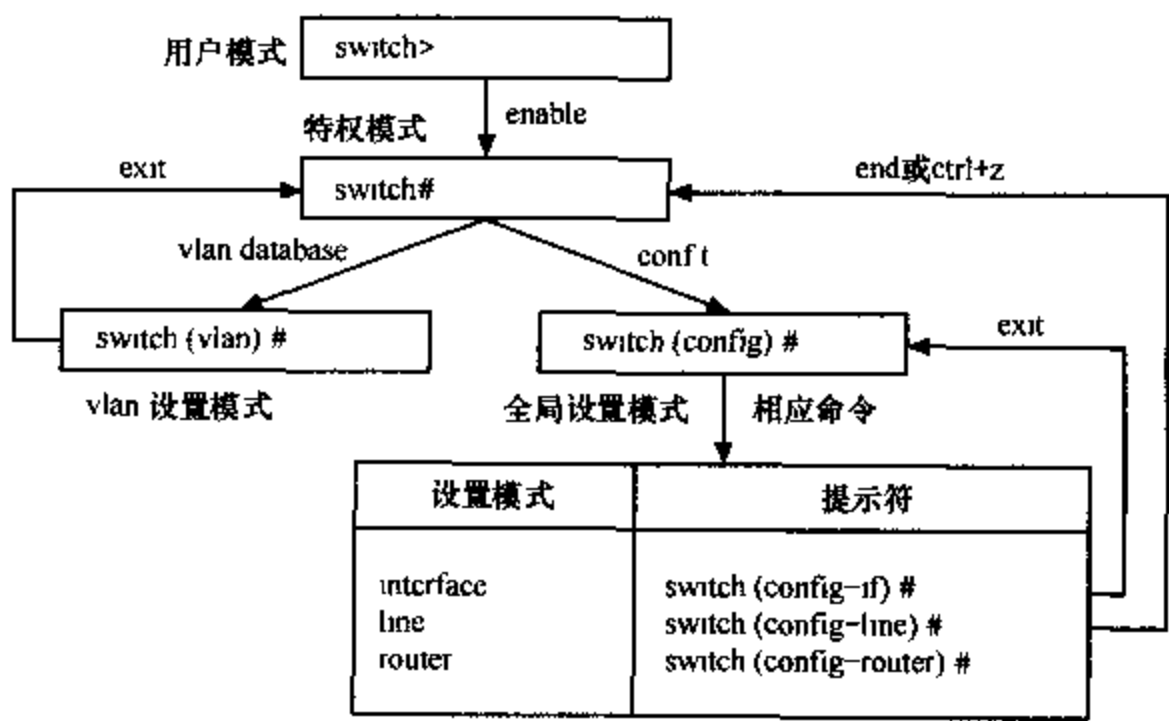 用户模式
switch>
enable
特权模式
exit
switch#
end或ctrl+z
vlan database
conf t
switch (vlan) #
switch (config) #
exit
vlan 设置模式
全局设置模式
相应命令
设置模式
提示符
interface
switch (config-if) #
line
switch (config-line) #
router
switch (config-router) #